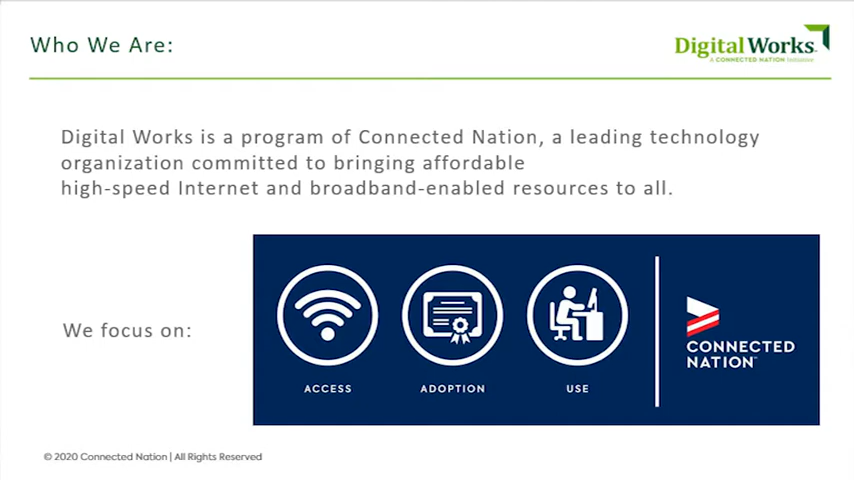 Who We Are:
Digital Works
A CONNECTED NATION Initiative
Digital Works is a program of Connected Nation, a leading technology
organization committed to bringing affordable
high-speed Internet and broadband-enabled resources to all.
We focus on:
ACCESS
ADOPTION
USE
CONNECTED
NATION™
© 2020 Connected Nation | All Rights Reserved